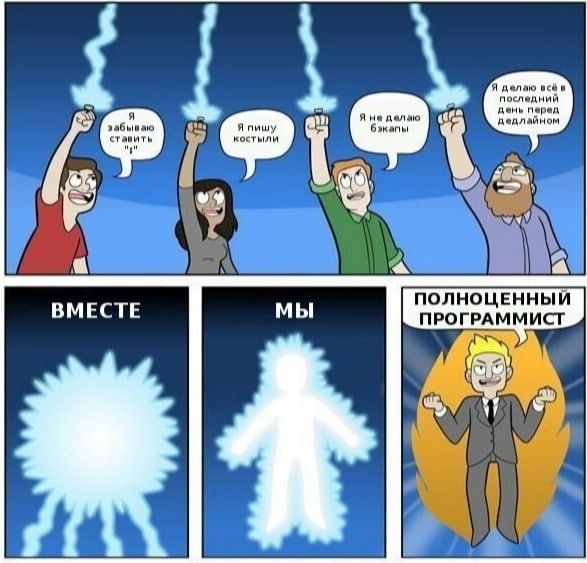 Я
забываю
ставить
";"
Я пишу
костыли
Я не делаю
бэкапы
Я делаю всё в
последний
день перед
дедлайном
ВМЕСТЕ
МЫ
ПОЛНОЦЕННЫЙ
ПРОГРАММИСТ